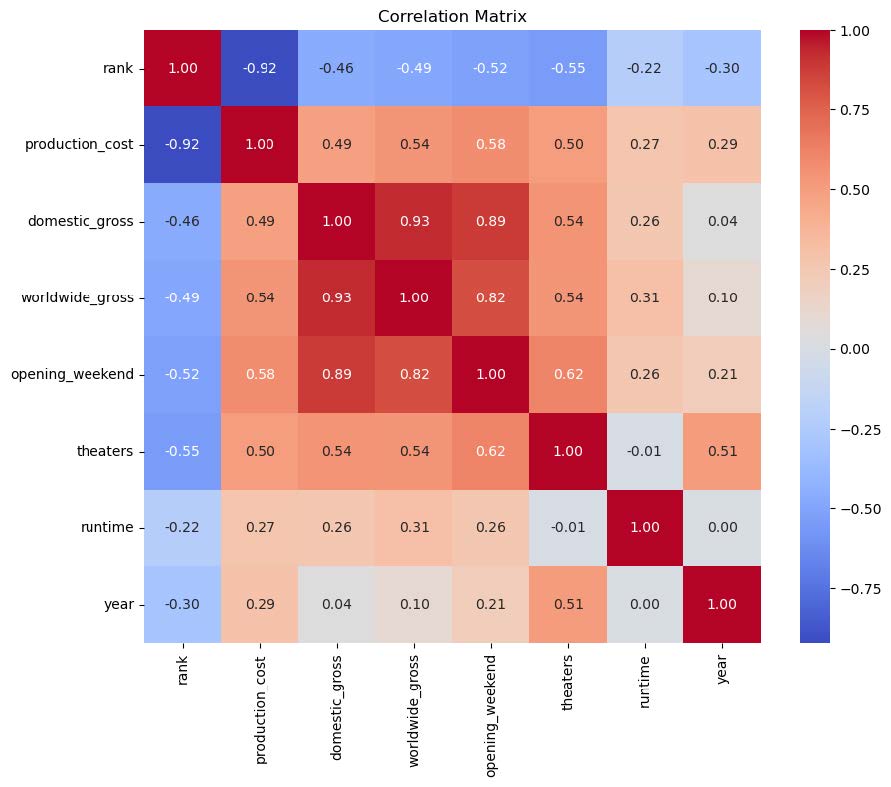 Correlation Matrix
rank 1.00 -0.92 -0.46 -0.49 -0.52 -0.55 -0.22 -0.30
production_cost -0.92 1.00 0.49 0.54 0.58 0.50 0.27 0.29
domestic_gross -0.46 0.49 1.00 0.93 0.89 0.54 0.26 0.04
worldwide_gross -0.49 0.54 0.93 1.00 0.82 0.54 0.31 0.10
opening_weekend -0.52 0.58 0.89 0.82 1.00 0.62 0.26 0.21
theaters -0.55 0.50 0.54 0.54 0.62 1.00 -0.01 0.51
runtime -0.22 0.27 0.26 0.31 0.26 -0.01 1.00 0.00
year -0.30 0.29 0.04 0.10 0.21 0.51 0.00 1.00
rank
production_cost
domestic_gross
worldwide_gross
opening_weekend
theaters
runtime
year
1.00
0.75
0.50
0.25
0.00
-0.25
-0.50
-0.75